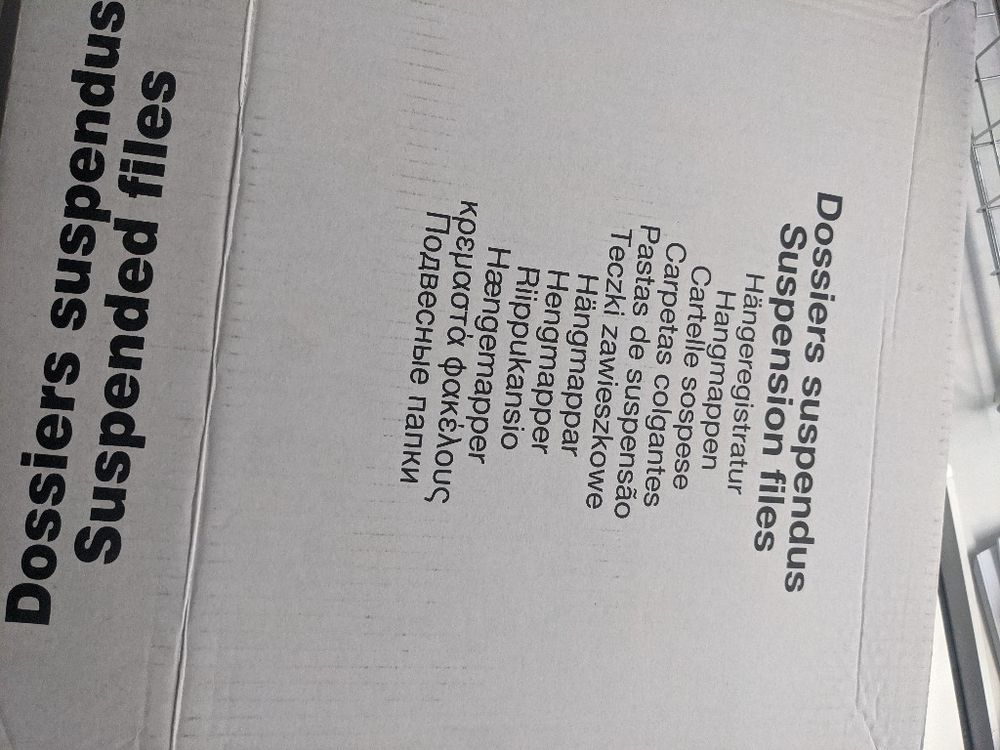 Dossiers suspendus
Suspension files
Hängeregistratur
Hangmappen
Cartelle sospese
Carpetas colgantes
Pastas de suspensão
Teczki zawieszkowe
Hängmappar
Hengmapper
Riippukansio
Hængemapper
κρεμαστά φακέλους
Подвесные папки
Dossiers suspendus
Suspended files